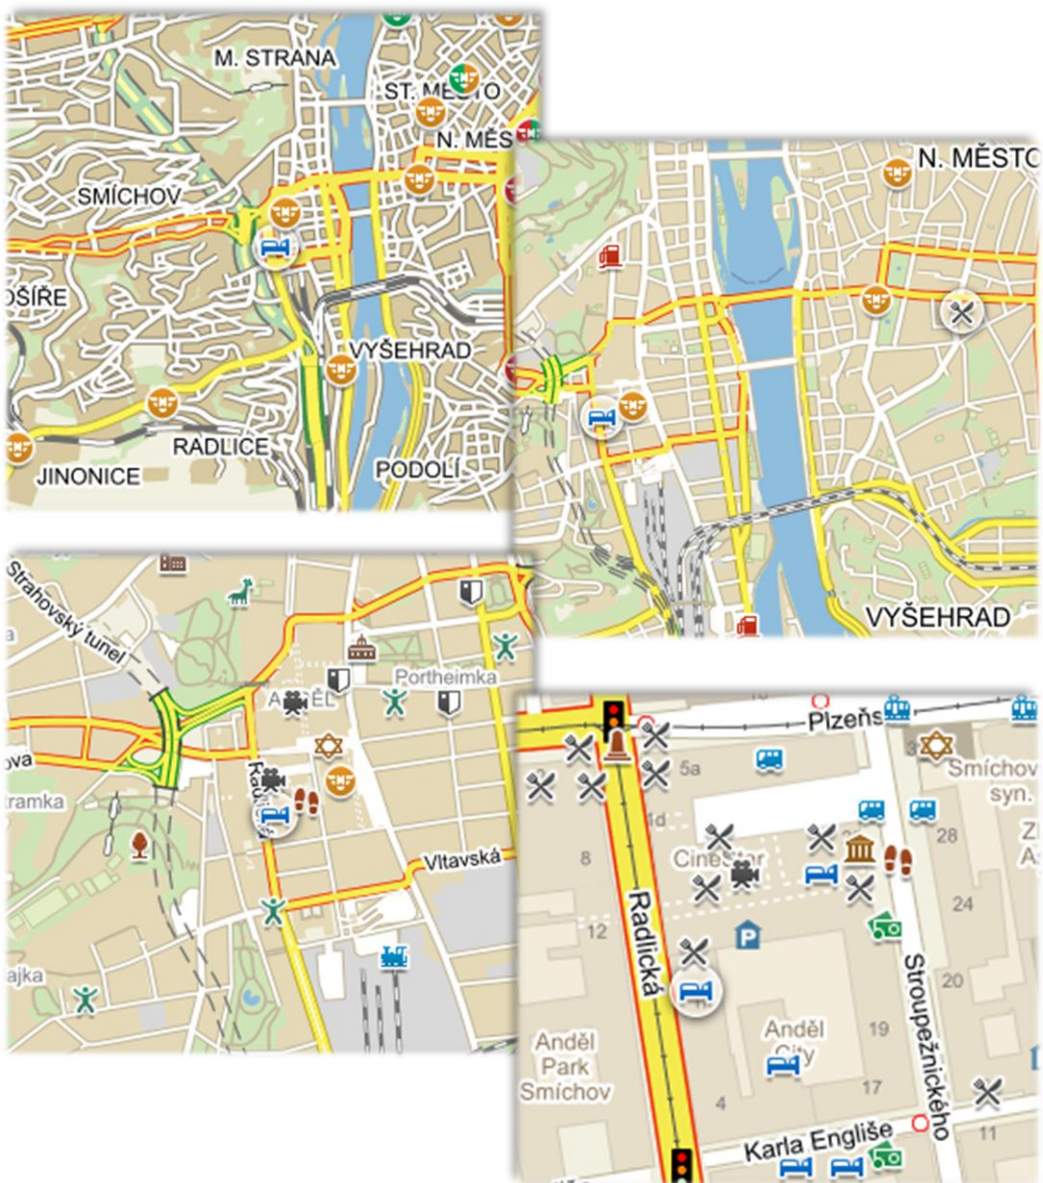 M. STRANA
ST. MĚSTO
N. MĚS
SMÍCHOV
OŠÍŘE
VYŠEHRAD
RADLICE
JINONICE
PODOLÍ
N. MĚSTO
VYŠEHRAD
Strahovský tunel
Portheimka
ANDĚL
ova
tramka
Radlická
Vltavská
ajka
Plzeňs
5a
Smíchov
syn.
1d
28
8
CineStar
24
12
Radlická
20
Stroupežnického
19
Anděl
City
Anděl
Park
Smíchov
17
4
Karla Engliše
11